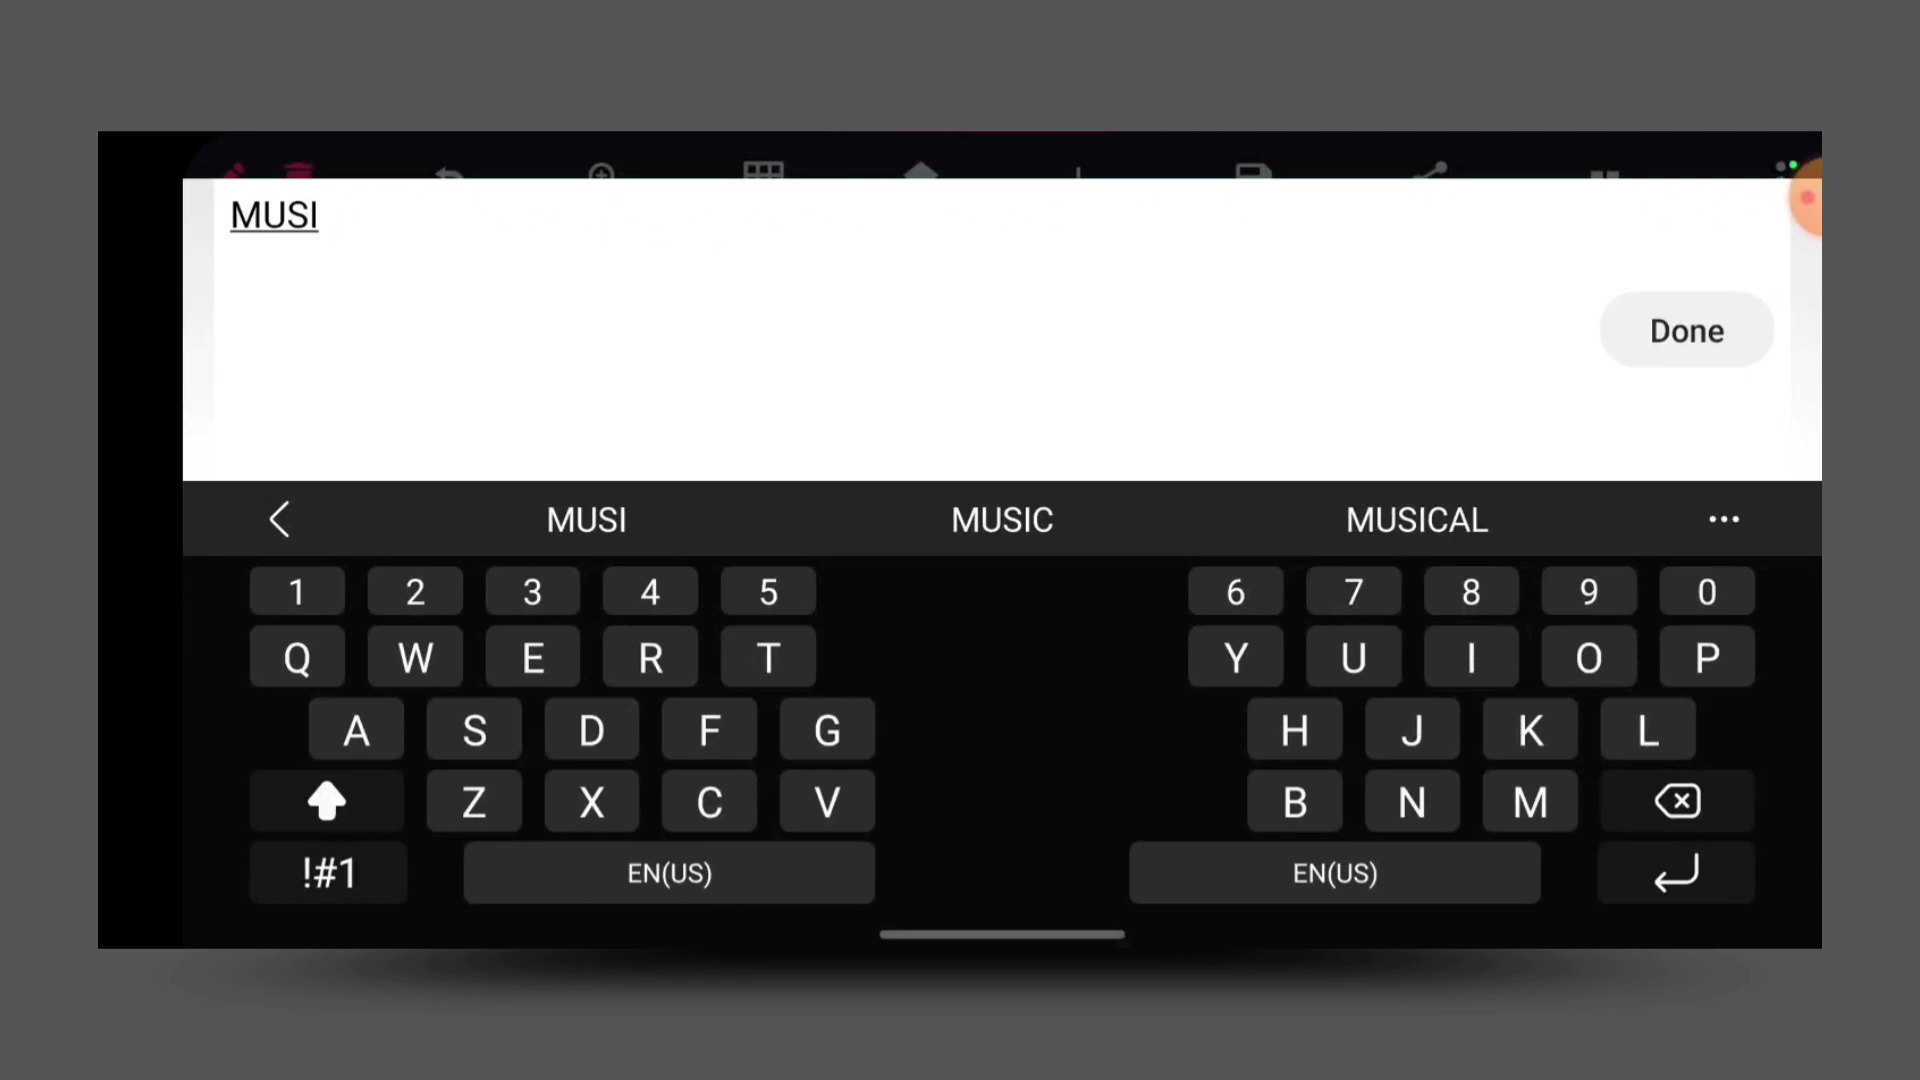 MUSI
Done
MUSI MUSIC MUSICAL ...
1 2 3 4 5 6 7 8 9 0
Q W E R T Y U I O P
A S D F G H J K L
Z X C V B N M
!#1 EN(US) EN(US)